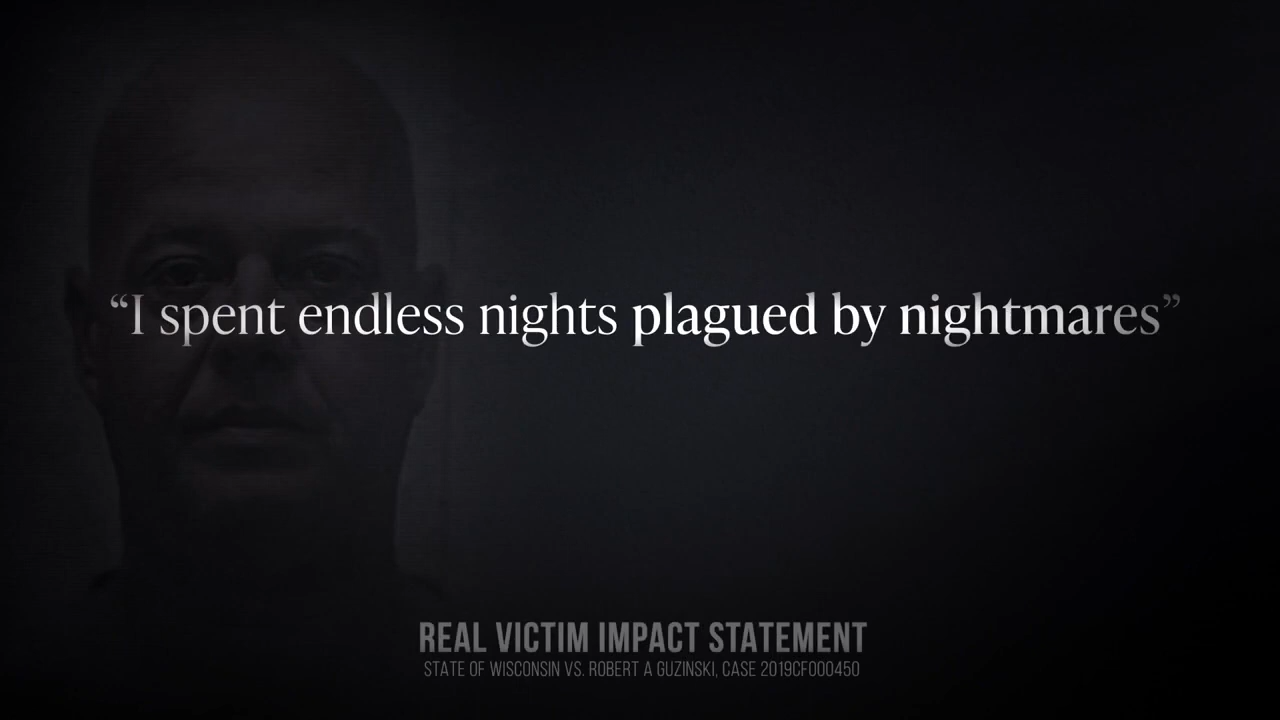 “I spent endless nights plagued by nightmares”
REAL VICTIM IMPACT STATEMENT
STATE OF WISCONSIN VS. ROBERT A GUZINSKI, CASE 2019CF000450